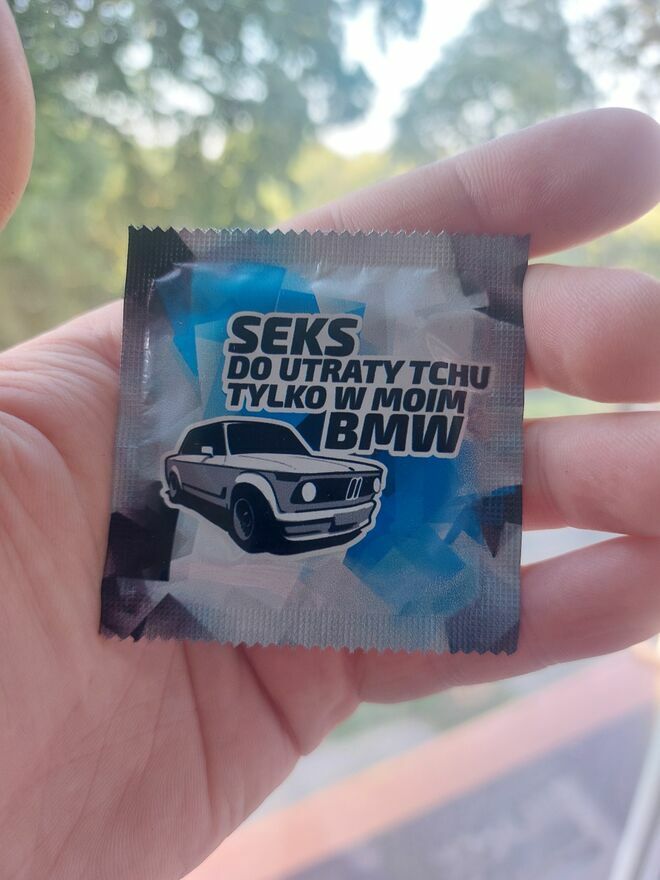 SEKS
DO UTRATY TCHU
TYLKO W MOIM
BMW